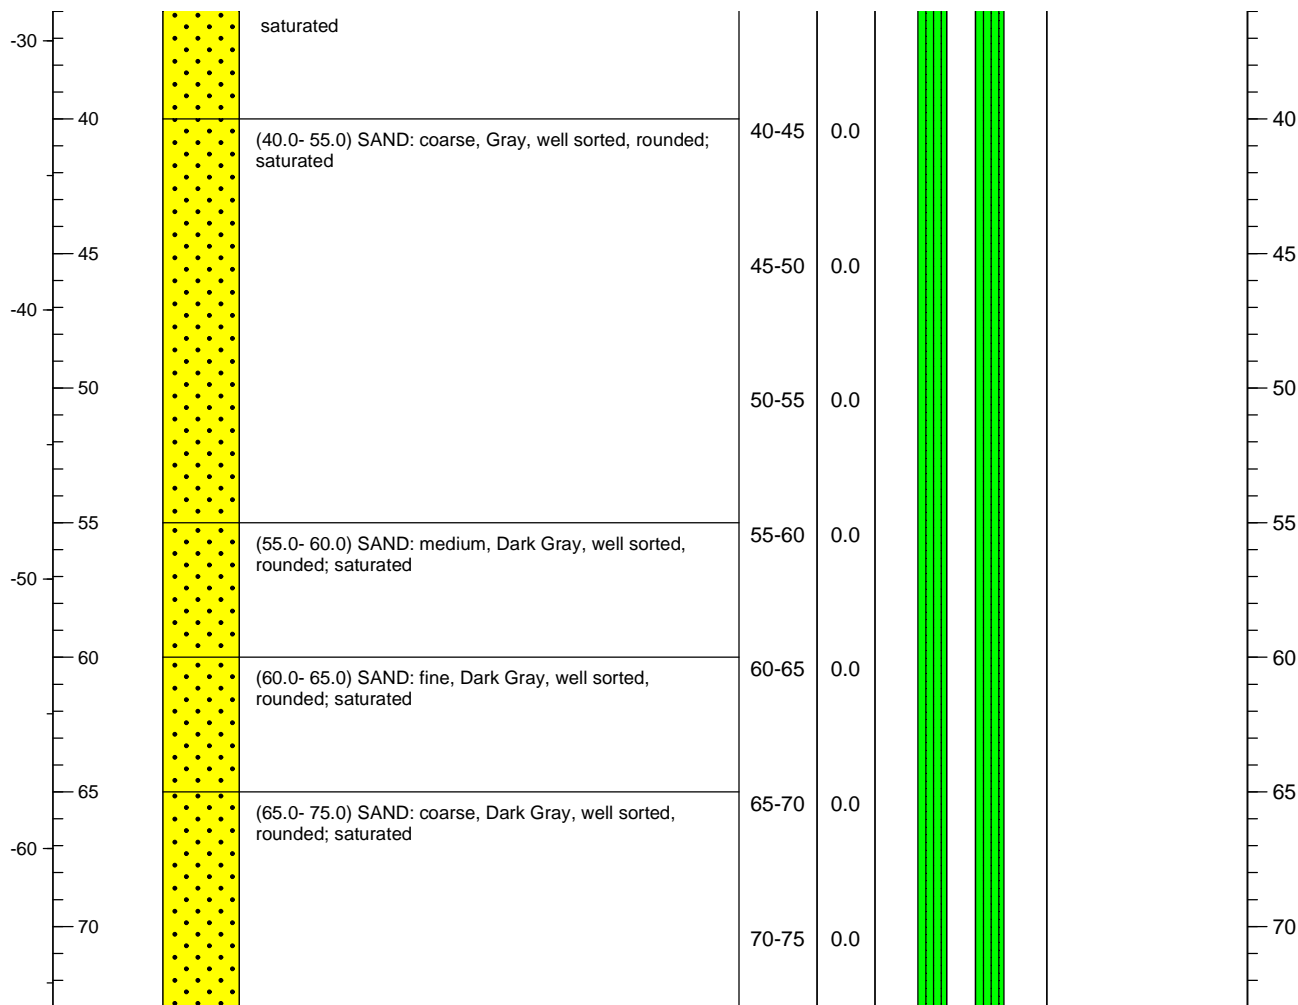 saturated
-30
40
(40.0- 55.0) SAND: coarse, Gray, well sorted, rounded;
saturated
40-45 0.0
40
45
45-50 0.0
45
-40
50
50-55 0.0
50
55
(55.0- 60.0) SAND: medium, Dark Gray, well sorted,
rounded; saturated
55-60 0.0
55
-50
60
(60.0- 65.0) SAND: fine, Dark Gray, well sorted,
rounded; saturated
60-65 0.0
60
65
(65.0- 75.0) SAND: coarse, Dark Gray, well sorted,
rounded; saturated
65-70 0.0
65
-60
70
70-75 0.0
70